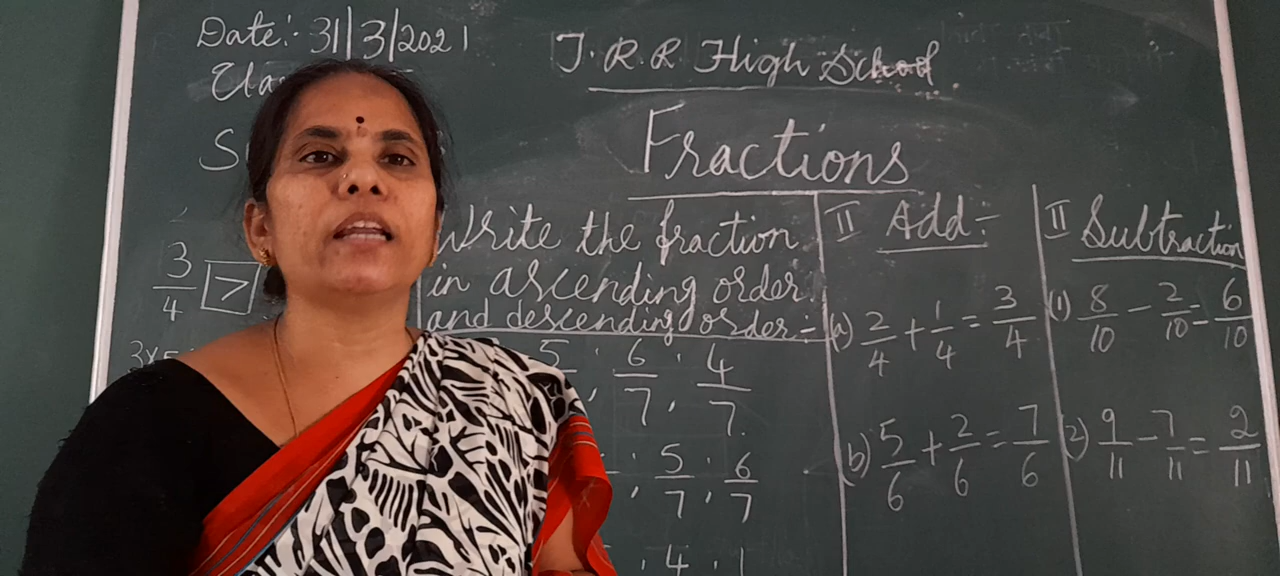 Date:- 31/3/2021
J.R.R High School
Fractions
3/4 >
3x5
Write the fraction
in ascending order
and descending order:-
5, 6/7, 4/7.
5/7, 6/7
4, 1
II Add:-
a) 2/4 + 1/4 = 3/4
b) 5/6 + 2/6 = 7/6
II Subtraction
1) 8/10 - 2/10 = 6/10
2) 9/11 - 7/11 = 2/11